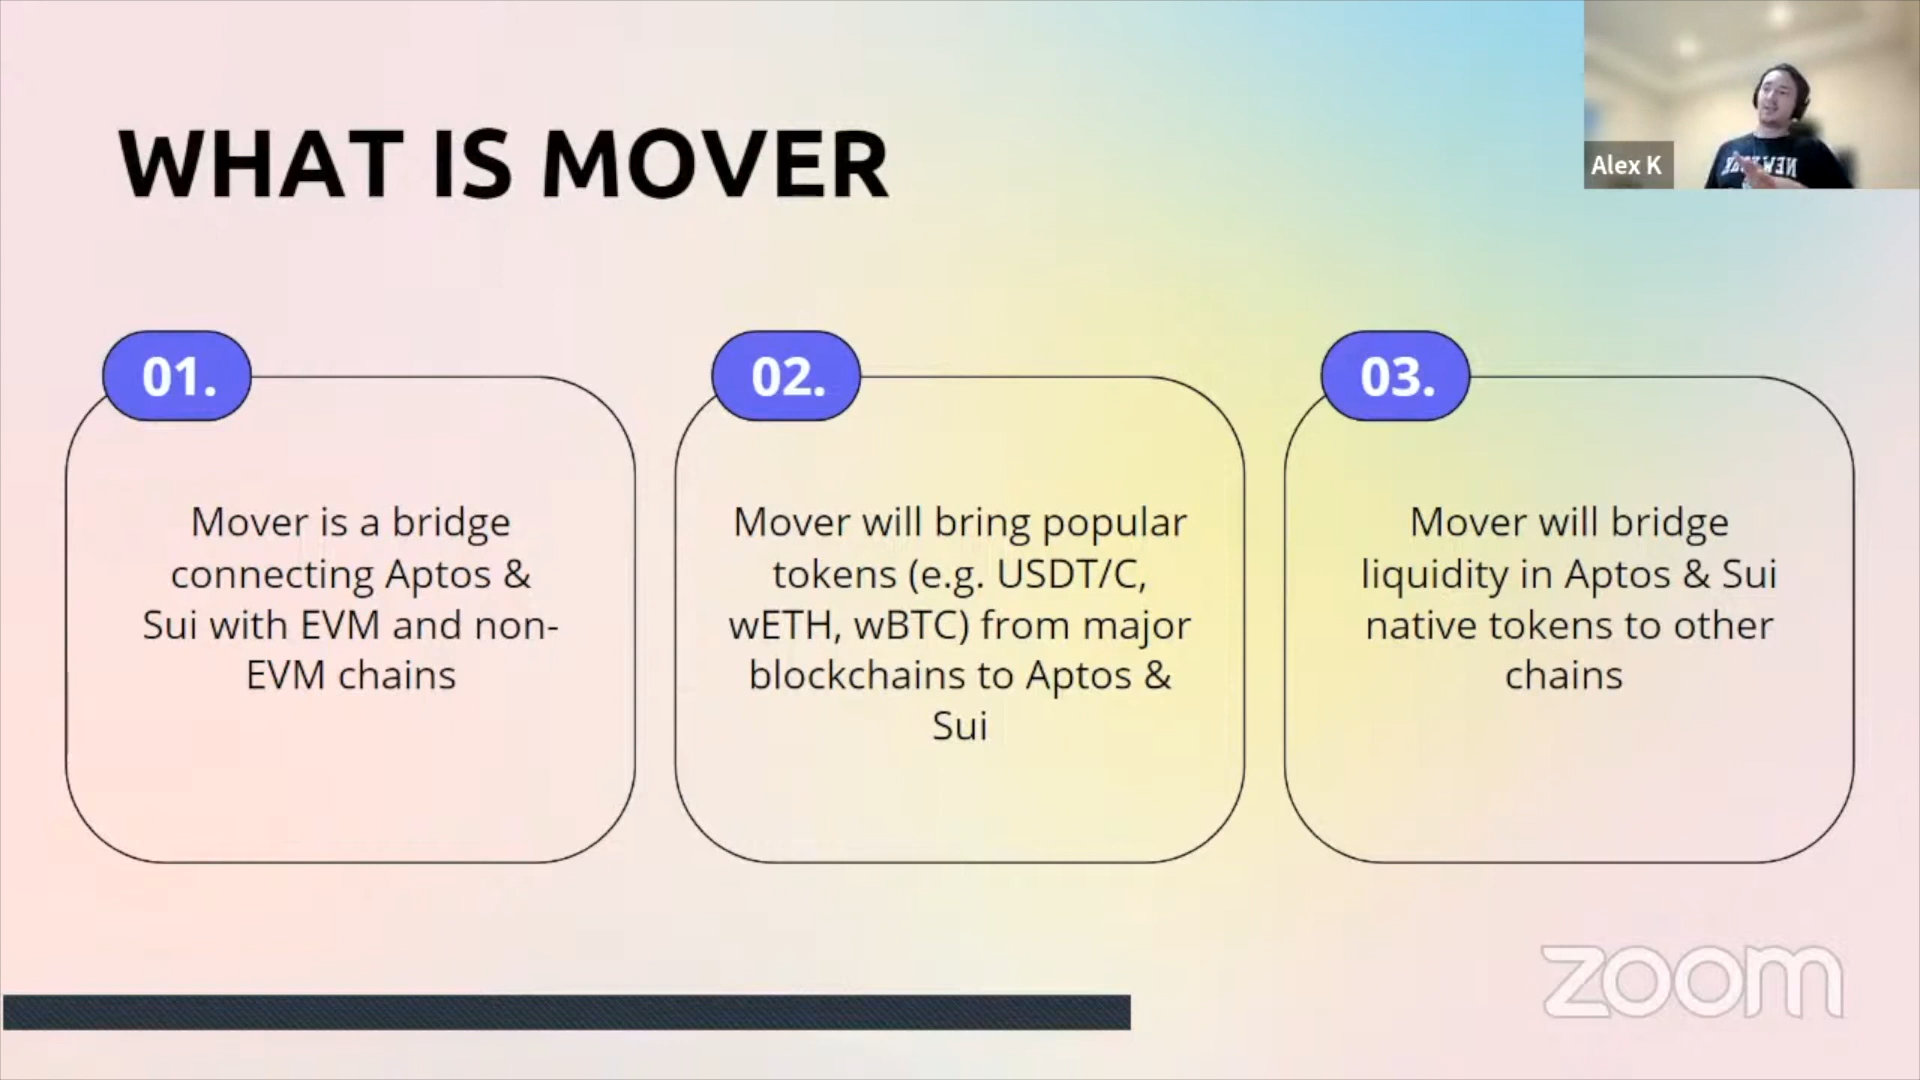 WHAT IS MOVER
Alex K
01.
Mover is a bridge
connecting Aptos &
Sui with EVM and non-
EVM chains
02.
Mover will bring popular
tokens (e.g. USDT/C,
wETH, wBTC) from major
blockchains to Aptos &
Sui
03.
Mover will bridge
liquidity in Aptos & Sui
native tokens to other
chains
zoom